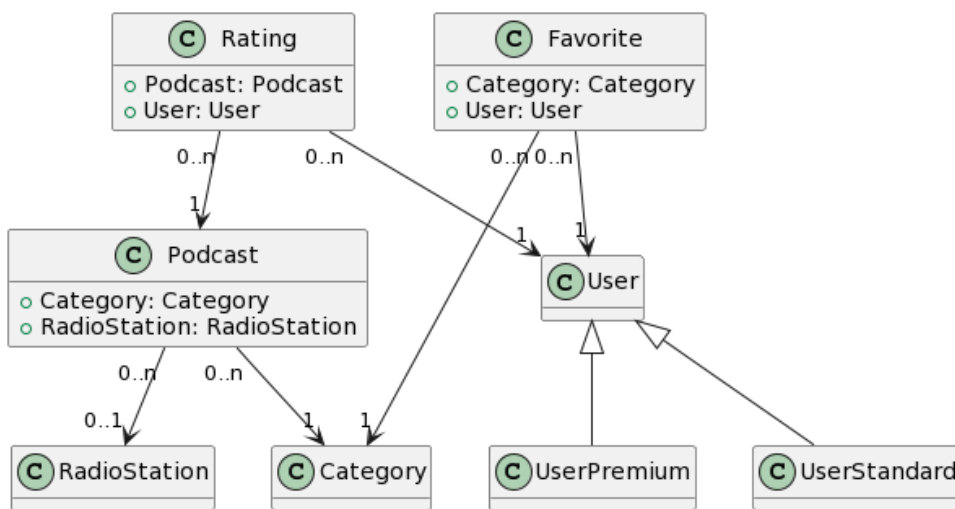 C Rating
Podcast: Podcast
User: User
C Favorite
Category: Category
User: User
0..n
0..n
0..n
0..n
1
1
1
C Podcast
Category: Category
RadioStation: RadioStation
C User
0..n
0..n
0..1
1
1
C RadioStation
C Category
C UserPremium
C UserStandard